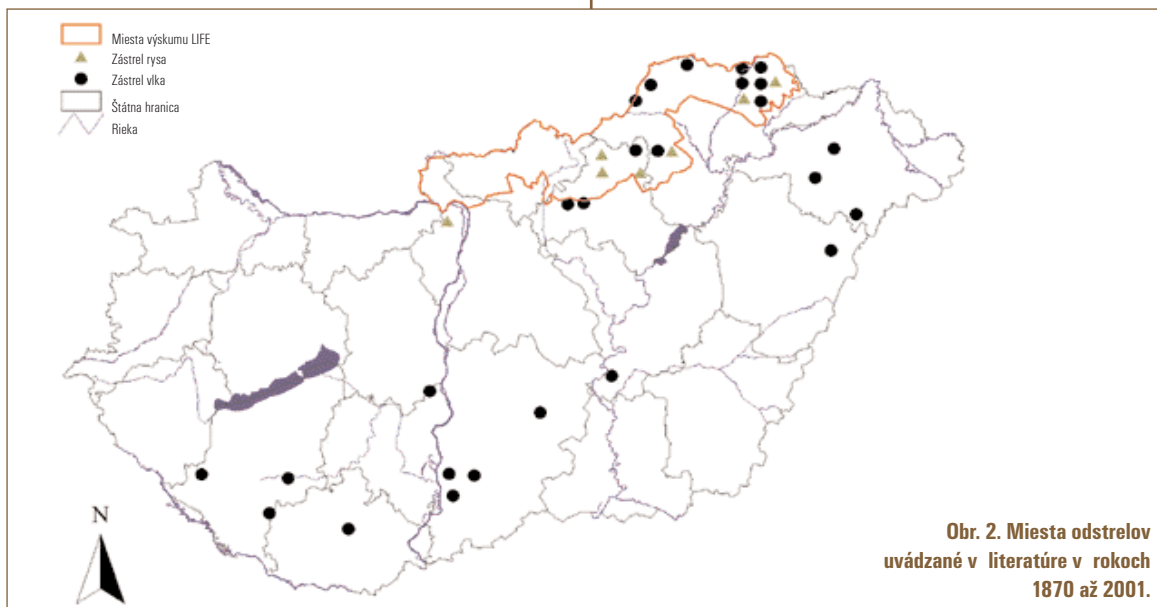 Miesta výskumu LIFE
Zástrel rysa
Zástrel vlka
Štátna hranica
Rieka
N
Obr. 2. Miesta odstrelov
uvádzané v literatúre v rokoch
1870 až 2001.